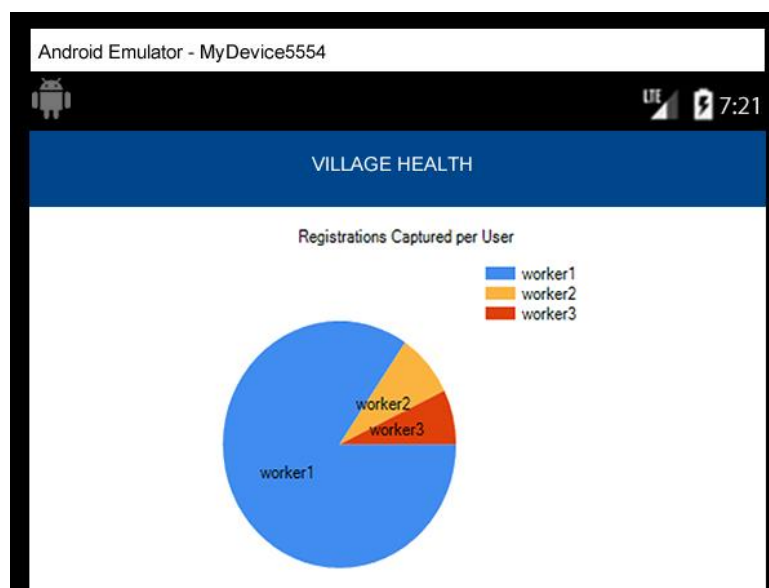 Android Emulator - MyDevice5554
LTE 7:21
VILLAGE HEALTH
Registrations Captured per User
worker1
worker2
worker3
worker2
worker3
worker1